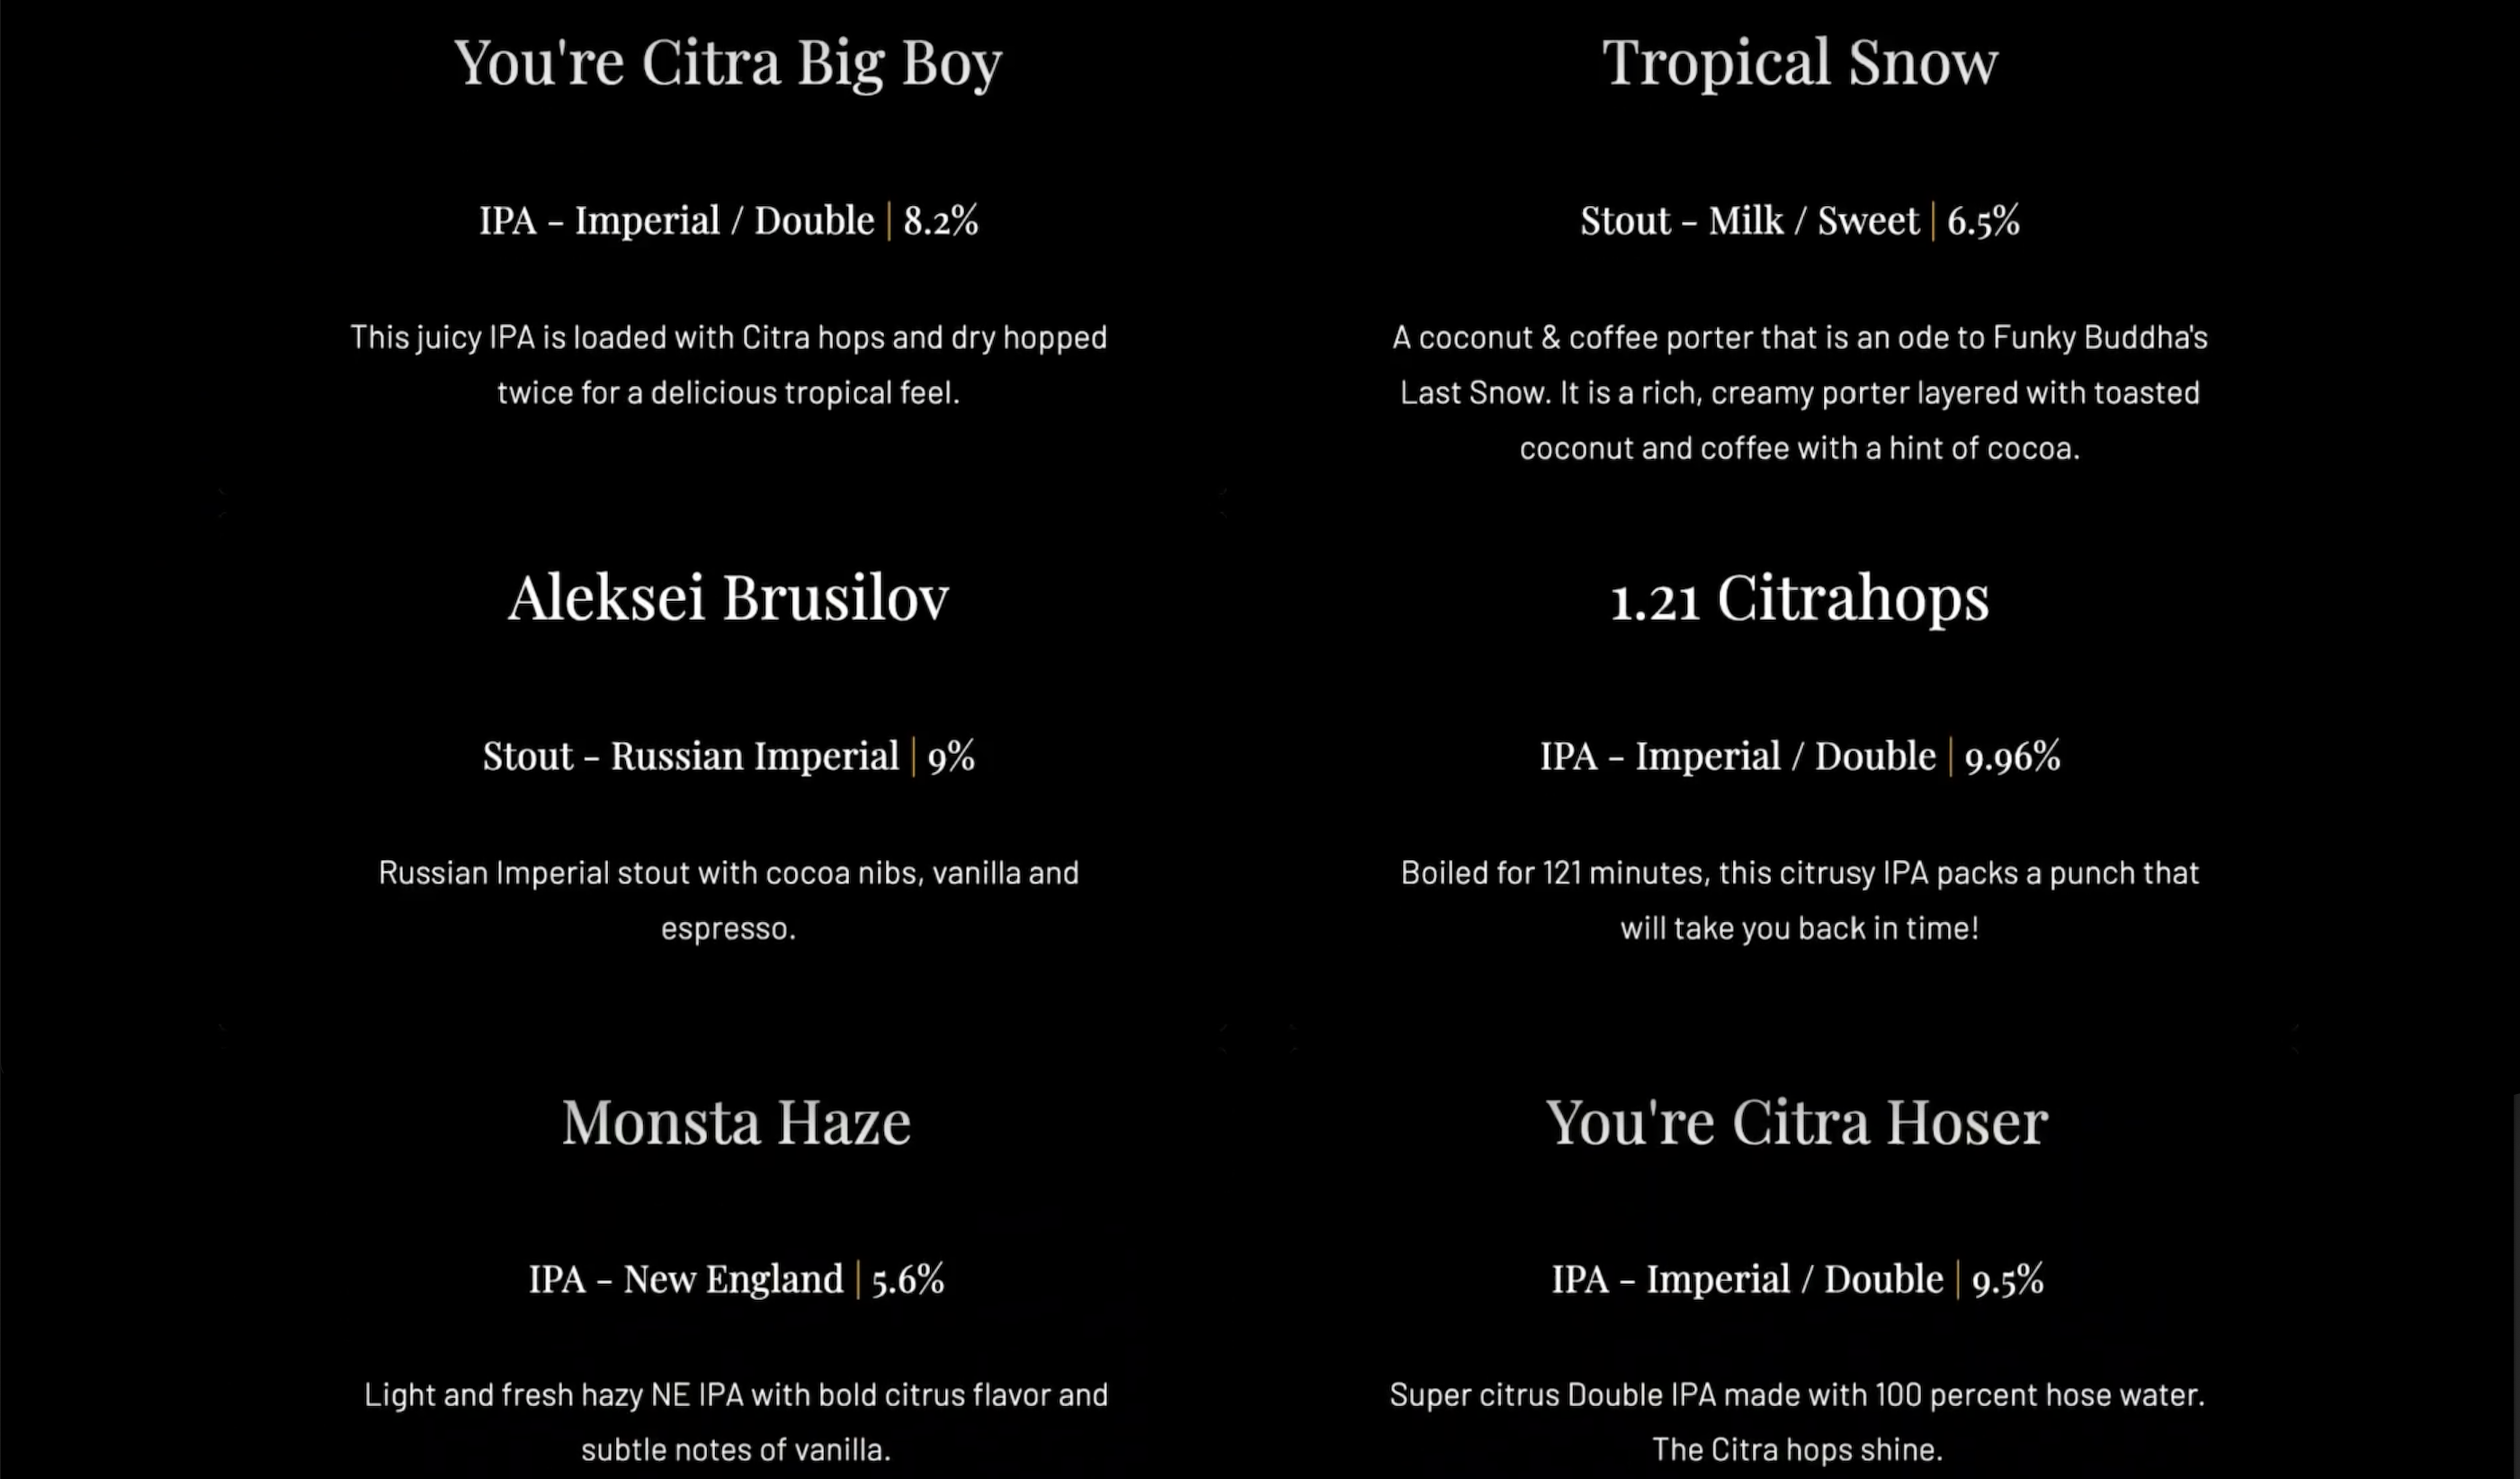 You're Citra Big Boy
IPA - Imperial / Double | 8.2%
This juicy IPA is loaded with Citra hops and dry hopped
twice for a delicious tropical feel.
Tropical Snow
Stout - Milk / Sweet | 6.5%
A coconut & coffee porter that is an ode to Funky Buddha's
Last Snow. It is a rich, creamy porter layered with toasted
coconut and coffee with a hint of cocoa.
Aleksei Brusilov
Stout - Russian Imperial | 9%
Russian Imperial stout with cocoa nibs, vanilla and
espresso.
1.21 Citrahops
IPA - Imperial / Double | 9.96%
Boiled for 121 minutes, this citrusy IPA packs a punch that
will take you back in time!
Monsta Haze
IPA - New England | 5.6%
Light and fresh hazy NE IPA with bold citrus flavor and
subtle notes of vanilla.
You're Citra Hoser
IPA - Imperial / Double | 9.5%
Super citrus Double IPA made with 100 percent hose water.
The Citra hops shine.